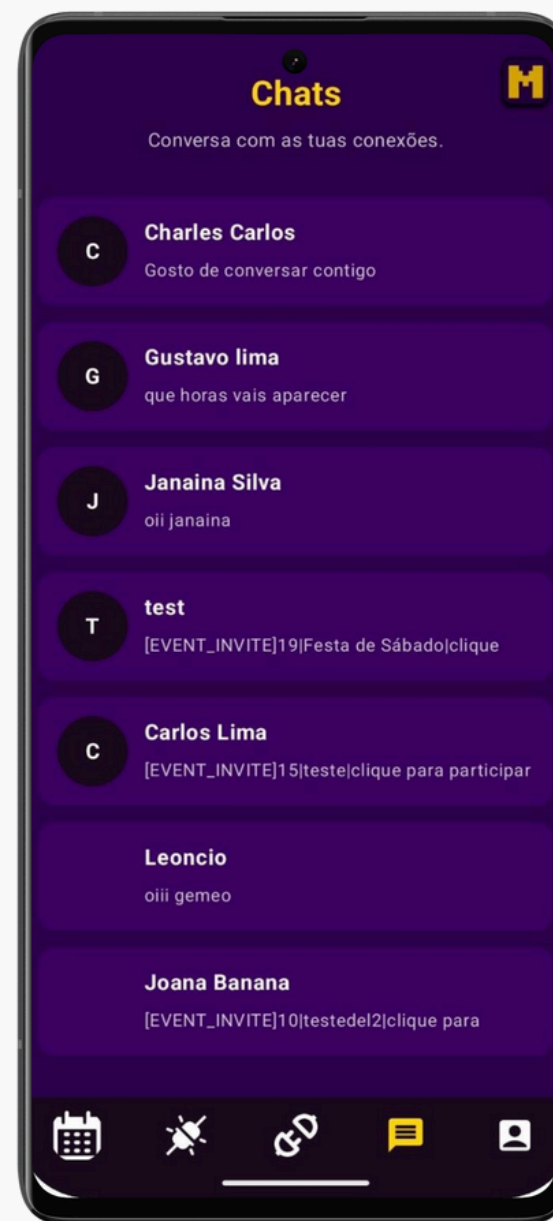 Chats
M
Conversa com as tuas conexões.
C
Charles Carlos
Gosto de conversar contigo
G
Gustavo lima
que horas vais aparecer
J
Janaina Silva
oii janaina
T
test
[EVENT_INVITE]19|Festa de Sábado|clique
C
Carlos Lima
[EVENT_INVITE]15|teste|clique para participar
Leoncio
oiii gemeo
Joana Banana
[EVENT_INVITE]10|testedel2|clique para